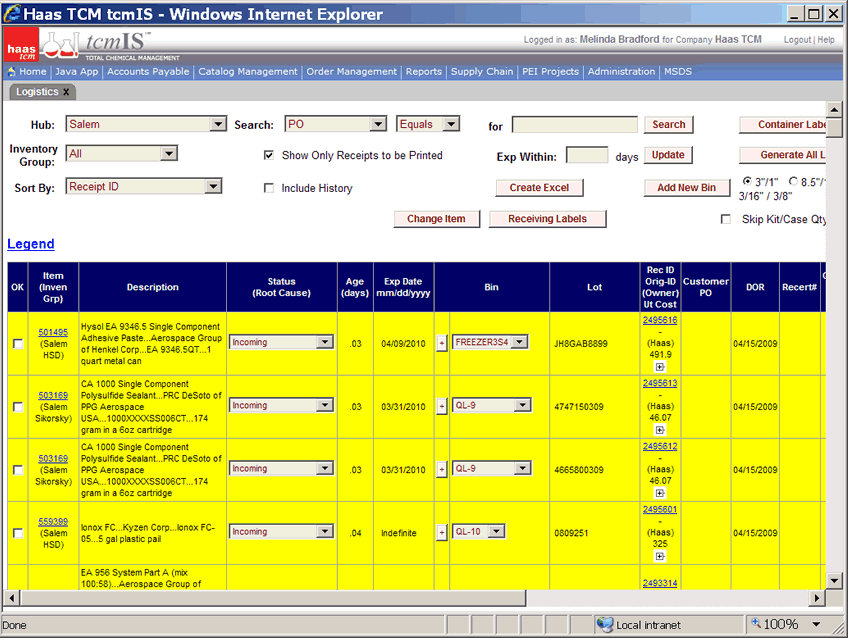 Haas TCM tcmIS - Windows Internet Explorer
haas tcm
tcmIS™
TOTAL CHEMICAL MANAGEMENT
Logged in as: Melinda Bradford for Company Haas TCM
Logout | Help
Home | Java App | Accounts Payable | Catalog Management | Order Management | Reports | Supply Chain | PEI Projects | Administration | MSDS
Logistics x
Hub: Salem Search: PO Equals for Search Container Labe
Inventory Group: All Show Only Receipts to be Printed Exp Within: days Update Generate All L
Sort By: Receipt ID Include History Create Excel Add New Bin 3"/1" 8.5"/
3/16" / 3/8"
Change Item Receiving Labels Skip Kit/Case Qty
Legend
OK
Item (Inven Grp)
Description
Status (Root Cause)
Age (days)
Exp Date mm/dd/yyyy
Bin
Lot
Rec ID Orig-ID (Owner) Ut Cost
Customer PO
DOR
Recert#
501495
(Salem
HSD)
Hysol EA 9346.5 Single Component
Adhesive Paste...Aerospace Group
of Henkel Corp...EA 9346.5QT...1
quart metal can
Incoming
.03
04/09/2010
+
FREEZER3S4
JH8GAB8899
2495616
-
(Haas)
491.9
04/15/2009
503169
(Salem
Sikorsky)
CA 1000 Single Component
Polysulfide Sealant...PRC DeSoto of
PPG Aerospace
USA...1000XXXXSS006CT...174
gram in a 6oz cartridge
Incoming
.03
03/31/2010
+
QL-9
4747150309
2495613
-
(Haas)
46.07
04/15/2009
503169
(Salem
Sikorsky)
CA 1000 Single Component
Polysulfide Sealant...PRC DeSoto of
PPG Aerospace
USA...1000XXXXSS006CT...174
gram in a 6oz cartridge
Incoming
.03
03/31/2010
+
QL-9
4665800309
2495612
-
(Haas)
46.07
04/15/2009
559399
(Salem
HSD)
Ionox FC...Kyzen Corp...Ionox FC-
05...5 gal plastic pail
Incoming
.04
Indefinite
+
QL-10
0809251
2495601
-
(Haas)
325
04/15/2009
EA 956 System Part A (mix
100:58)...Aerospace Group of
2493314
Done
Local intranet
100%